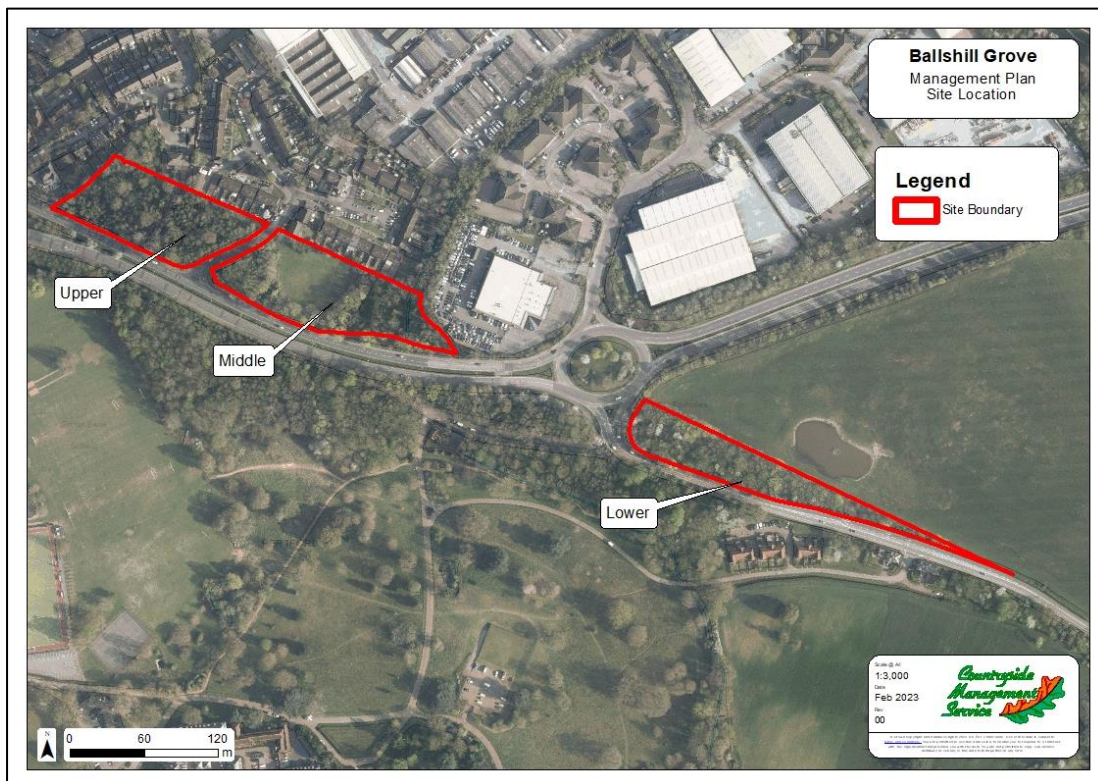 Ballshill Grove
Management Plan
Site Location
Legend
Site Boundary
Upper
Middle
Lower
Scale @ A4
1:3,000
Date
Feb 2023
Rev
00
Countryside
Management
Service
N
0 60 120
m